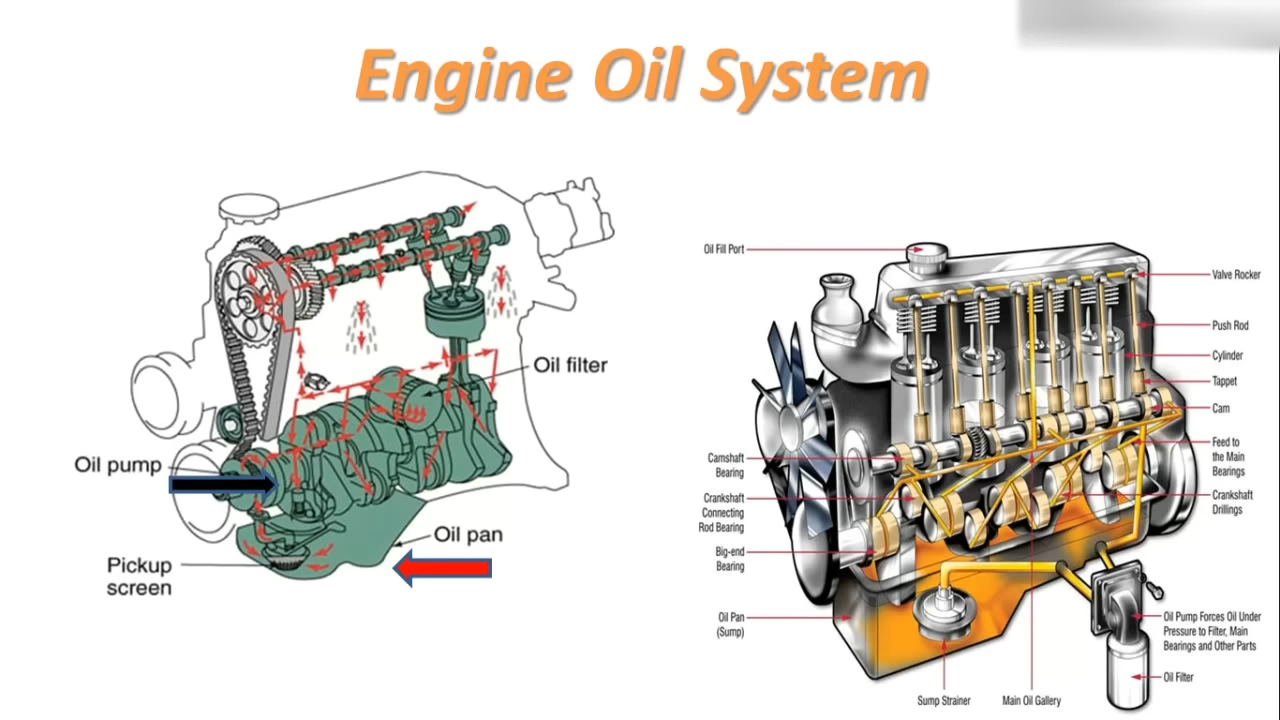 Engine Oil System
Oil filter
Oil pump
Oil pan
Pickup
screen
Oil Fill Port
Valve Rocker
Push Rod
Cylinder
Tappet
Cam
Feed to
the Main
Bearings
Crankshaft
Drillings
Camshaft
Bearing
Crankshaft
Connecting
Rod Bearing
Big-end
Bearing
Oil Pan
(Sump)
Oil Pump Forces Oil Under
Pressure to Filter, Main
Bearings and Other Parts
Oil Filter
Sump Strainer
Main Oil Gallery